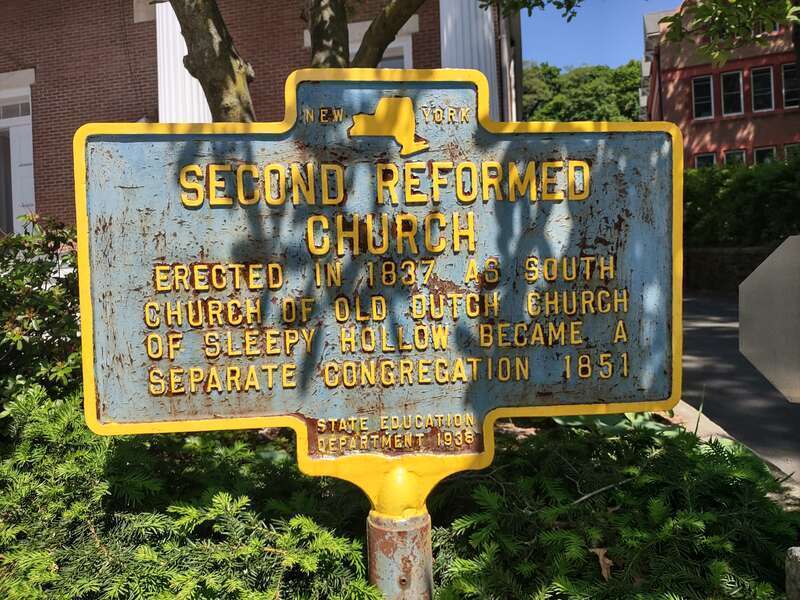 NEW YORK
SECOND REFORMED
CHURCH
ERECTED IN 1837 AS SOUTH
CHURCH OF OLD DUTCH CHURCH
OF SLEEPY HOLLOW BECAME A
SEPARATE CONGREGATION 1851
STATE EDUCATION
DEPARTMENT 1938